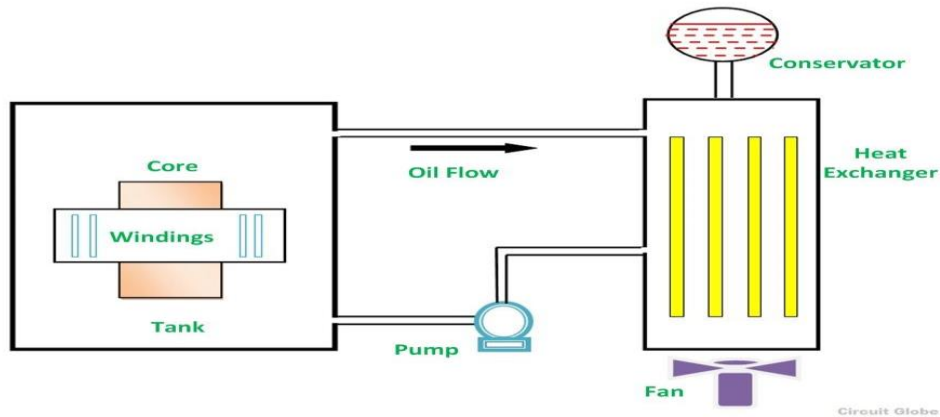 Conservator
Core
Oil Flow
Heat
Exchanger
Windings
Tank
Pump
Fan
Circuit Globe